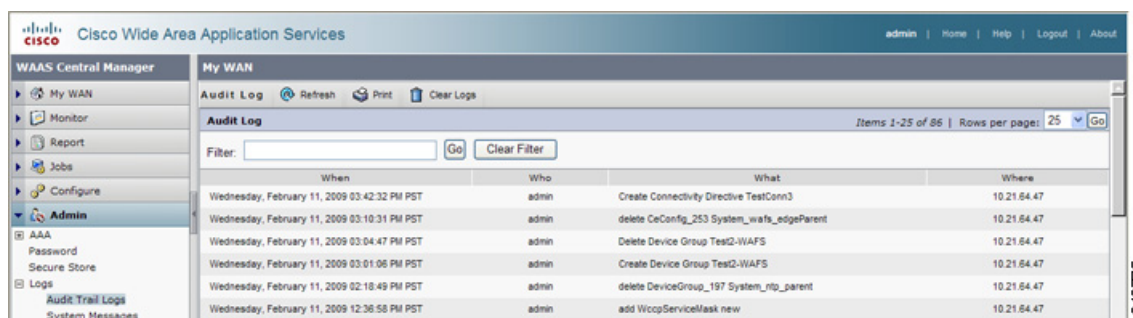 CISCO Cisco Wide Area Application Services admin | Home | Help | Logout | About
WAAS Central Manager
My WAN
Monitor
Report
Jobs
Configure
Admin
AAA
Password
Secure Store
Logs
Audit Trail Logs
System Messages
My WAN
Audit Log Refresh Print Clear Logs
Audit Log Items 1-25 of 86 | Rows per page: 25 Go
Filter: Go Clear Filter
When Who What Where
Wednesday, February 11, 2009 03:42:32 PM PST admin Create Connectivity Directive TestConn3 10.21.64.47
Wednesday, February 11, 2009 03:10:31 PM PST admin delete CeConfig_253 System_wafs_edgeParent 10.21.64.47
Wednesday, February 11, 2009 03:04:47 PM PST admin Delete Device Group Test2-WAFS 10.21.64.47
Wednesday, February 11, 2009 03:01:06 PM PST admin Create Device Group Test2-WAFS 10.21.64.47
Wednesday, February 11, 2009 02:18:49 PM PST admin delete DeviceGroup_197 System_ntp_parent 10.21.64.47
Wednesday, February 11, 2009 12:36:58 PM PST admin add WccpServiceMask new 10.21.64.47